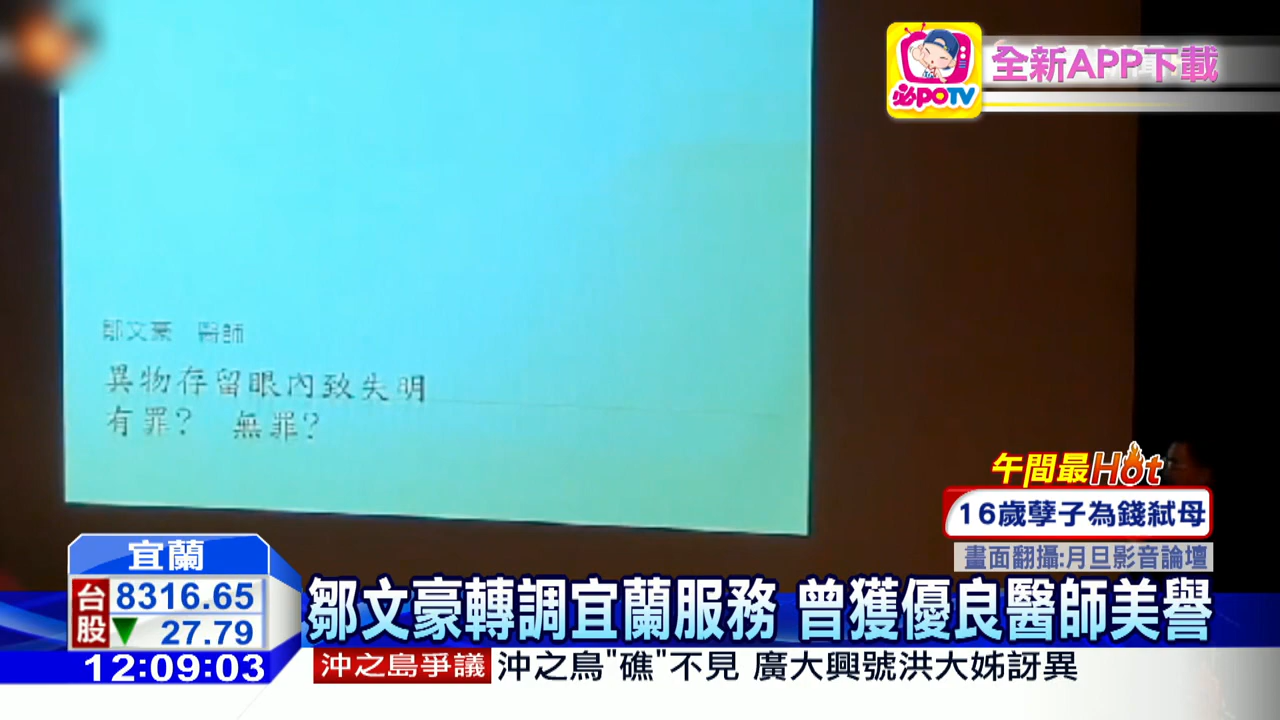 必POTV
全新APP下載
鄒文豪 醫師
異物存留眼內致失明
有罪? 無罪?
午間最Hot
16歲孽子為錢弒母
畫面翻攝:月旦影音論壇
宜蘭
台股 8316.65
▼ 27.79
12:09:03
鄒文豪轉調宜蘭服務 曾獲優良醫師美譽
沖之島爭議 沖之鳥"礁"不見 廣大興號洪大姊訝異